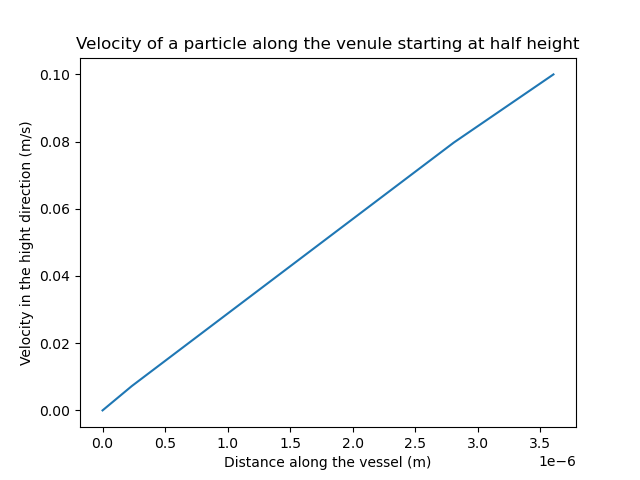 Velocity of a particle along the venule starting at half height
Velocity in the hight direction (m/s)
0.10
0.08
0.06
0.04
0.02
0.00
0.0 0.5 1.0 1.5 2.0 2.5 3.0 3.5
1e−6
Distance along the vessel (m)